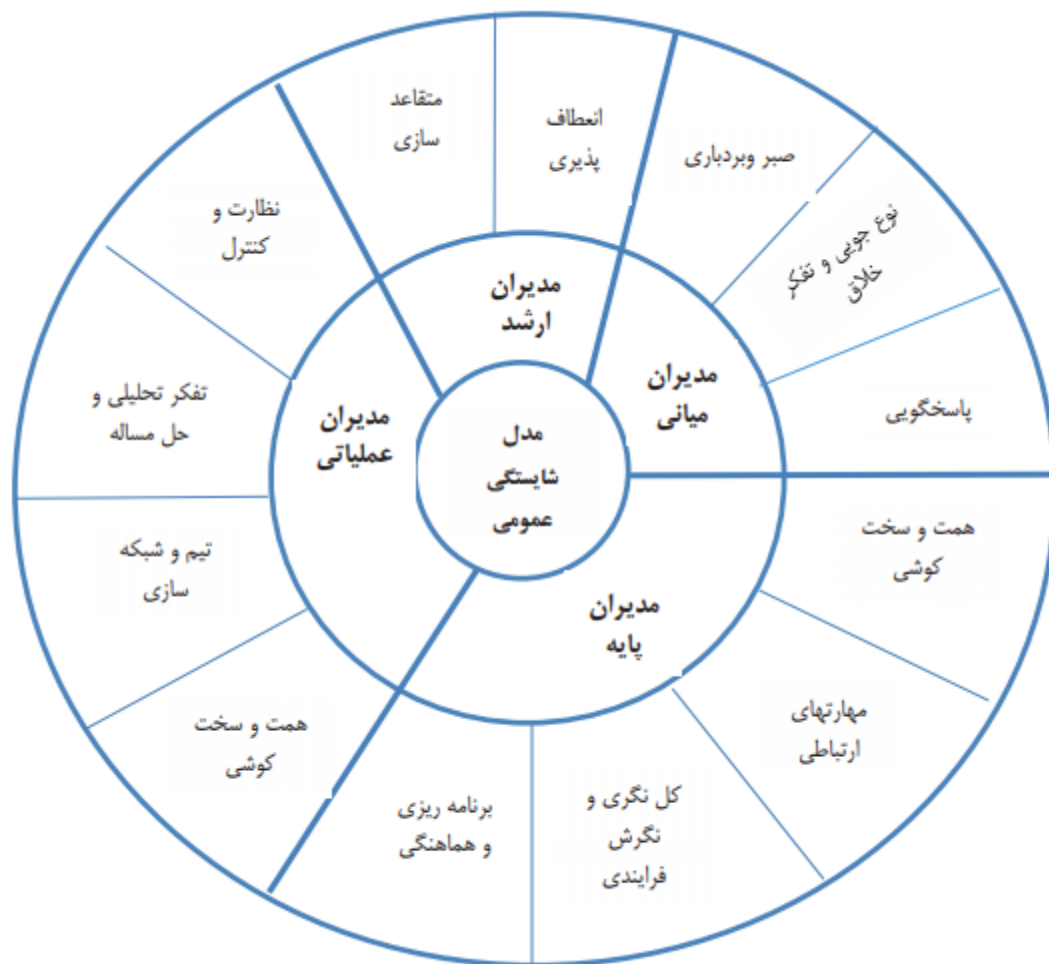 مدل
شایستگی
عمومی
مدیران
ارشد
انعطاف
پذیری
متقاعد
سازی
مدیران
میانی
صبر وبردباری
نوع جویی و تفکر
خلاق
پاسخگویی
مدیران
پایه
همت و سخت
کوشی
مهارتهای
ارتباطی
کل نگری و
نگرش
فرایندی
برنامه ریزی
و هماهنگی
مدیران
عملیاتی
همت و سخت
کوشی
تیم و شبکه
سازی
تفکر تحلیلی و
حل مساله
نظارت و
کنترل